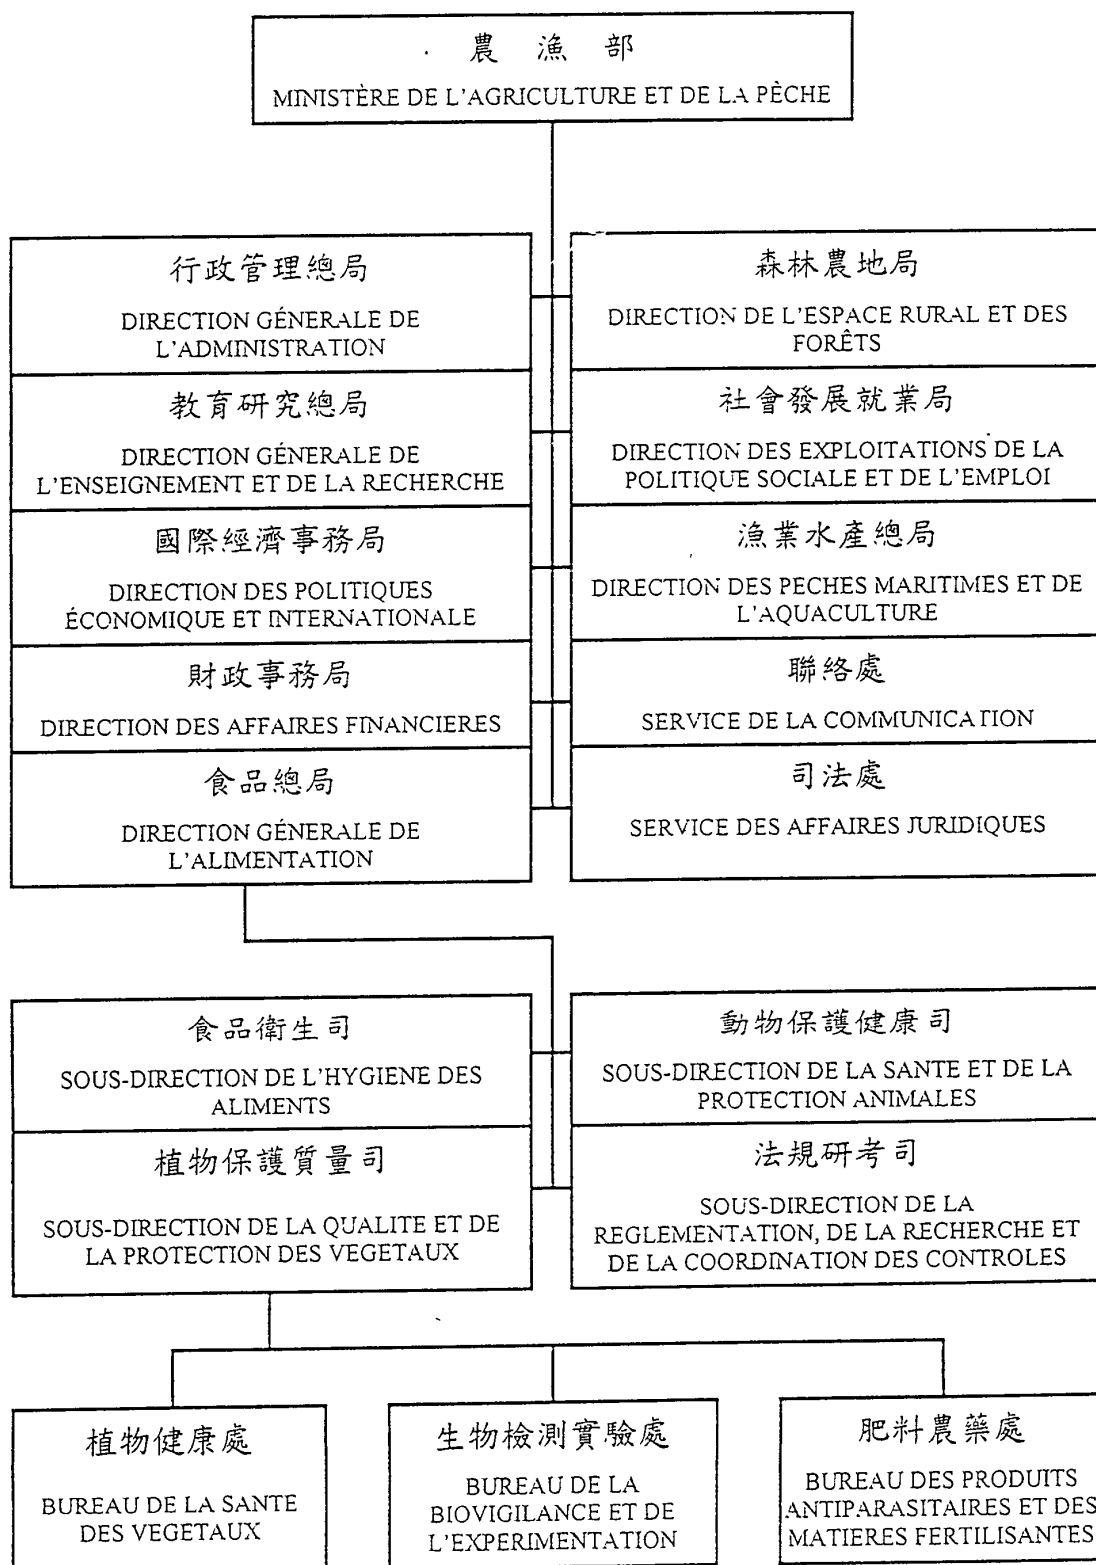 農漁部
MINISTÈRE DE L'AGRICULTURE ET DE LA PÈCHE
行政管理總局
DIRECTION GÉNERALE DE
L'ADMINISTRATION
教育研究總局
DIRECTION GÉNERALE DE
L'ENSEIGNEMENT ET DE LA RECHERCHE
國際經濟事務局
DIRECTION DES POLITIQUES
ÉCONOMIQUE ET INTERNATIONALE
財政事務局
DIRECTION DES AFFAIRES FINANCIERES
食品總局
DIRECTION GÉNERALE DE
L'ALIMENTATION
森林農地局
DIRECTION DE L'ESPACE RURAL ET DES
FORÊTS
社會發展就業局
DIRECTION DES EXPLOITATIONS DE LA
POLITIQUE SOCIALE ET DE L'EMPLOI
漁業水產總局
DIRECTION DES PECHES MARITIMES ET DE
L'AQUACULTURE
聯絡處
SERVICE DE LA COMMUNICATION
司法處
SERVICE DES AFFAIRES JURIDIQUES
食品衛生司
SOUS-DIRECTION DE L'HYGIENE DES
ALIMENTS
植物保護質量司
SOUS-DIRECTION DE LA QUALITE ET DE
LA PROTECTION DES VEGETAUX
動物保護健康司
SOUS-DIRECTION DE LA SANTE ET DE LA
PROTECTION ANIMALES
法規研考司
SOUS-DIRECTION DE LA
REGLEMENTATION, DE LA RECHERCHE ET
DE LA COORDINATION DES CONTROLES
植物健康處
BUREAU DE LA SANTE
DES VEGETAUX
生物檢測實驗處
BUREAU DE LA
BIOVIGILANCE ET DE
L'EXPERIMENTATION
肥料農藥處
BUREAU DES PRODUITS
ANTIPARASITAIRES ET DES
MATIERES FERTILISANTES